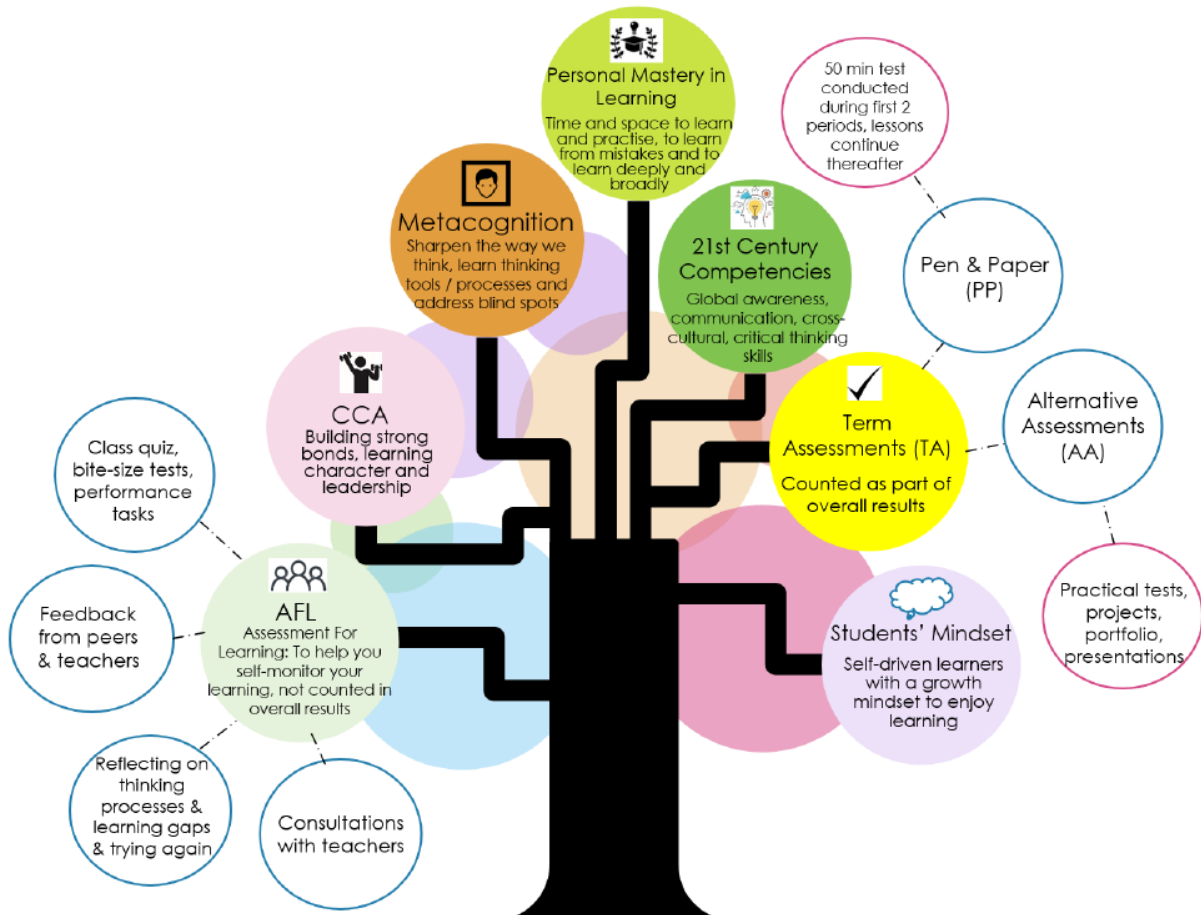 Personal Mastery in
Learning
Time and space to learn
and practise, to learn
from mistakes and to
learn deeply and
broadly
50 min test
conducted
during first 2
periods, lessons
continue
thereafter
Metacognition
Sharpen the way we
think, learn thinking
tools / processes and
address blind spots
21st Century
Competencies
Global awareness,
communication, cross-
cultural, critical thinking
skills
Pen & Paper
(PP)
CCA
Building strong
bonds, learning
character and
leadership
Term
Assessments (TA)
Counted as part of
overall results
Alternative
Assessments
(AA)
Class quiz,
bite-size tests,
performance
tasks
Feedback
from peers
& teachers
AFL
Assessment For
Learning: To help you
self-monitor your
learning, not counted in
overall results
Students' Mindset
Self-driven learners
with a growth
mindset to enjoy
learning
Practical tests,
projects,
portfolio,
presentations
Reflecting on
thinking
processes &
learning gaps
& trying again
Consultations
with teachers